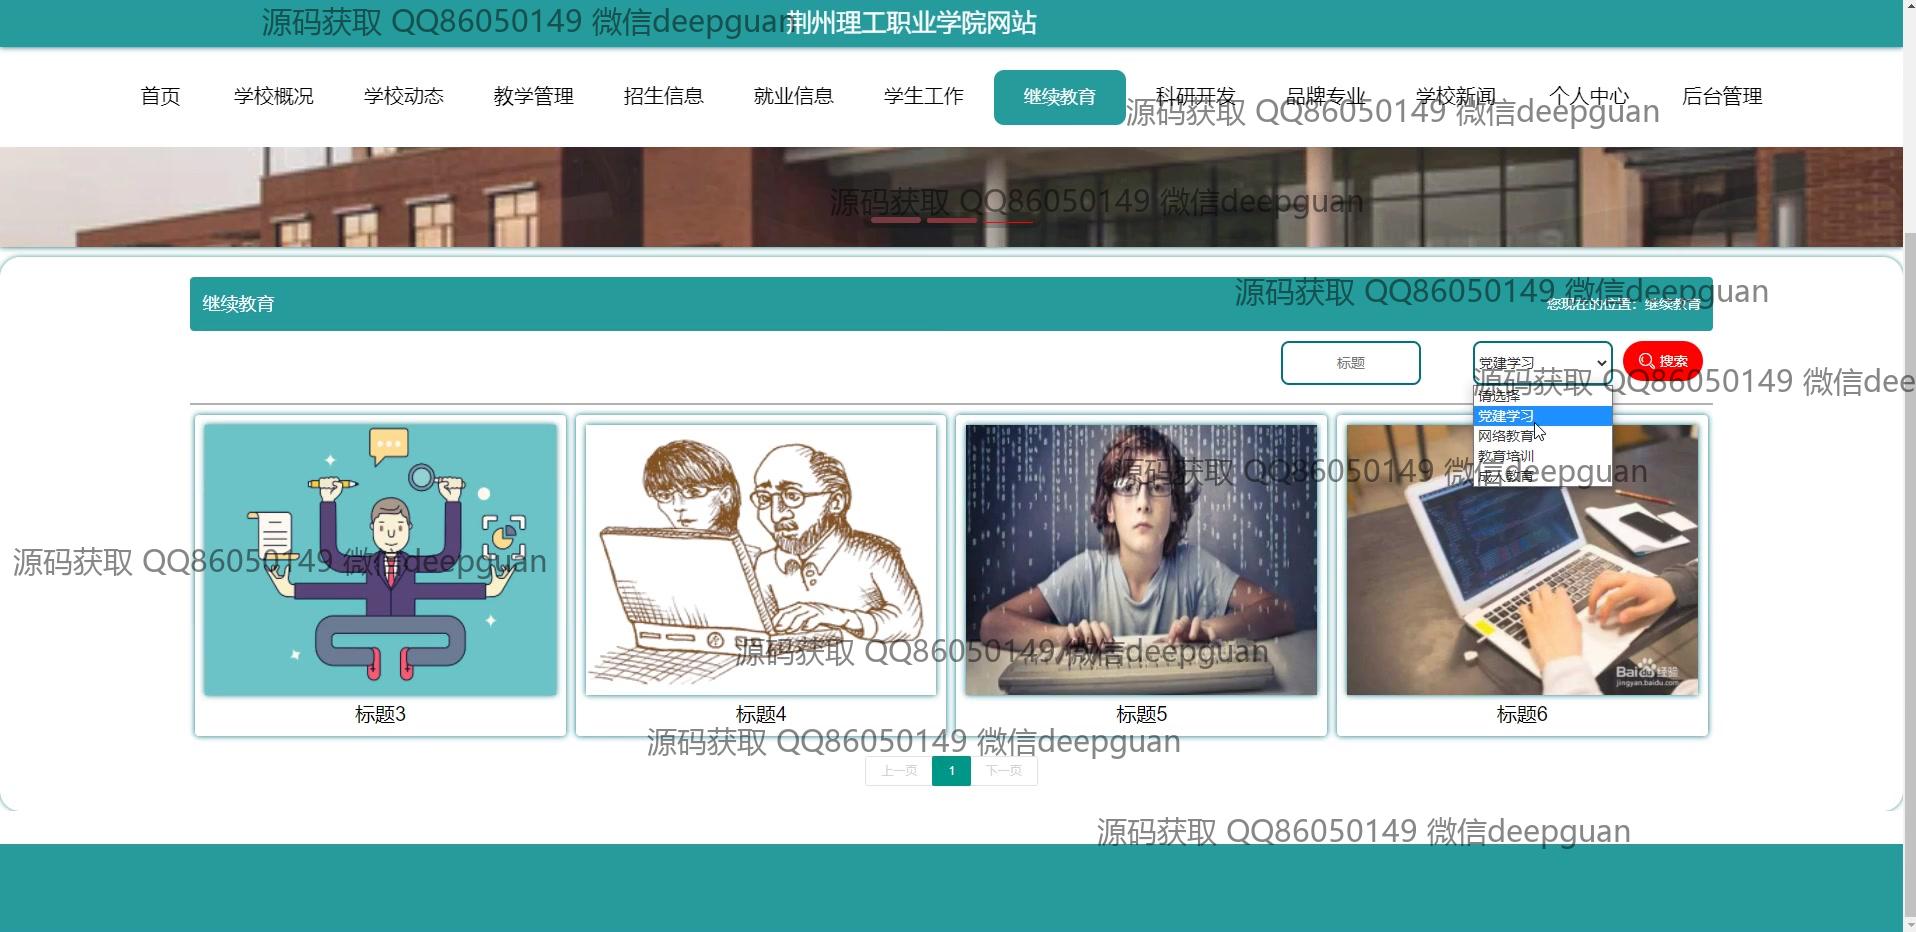 源码获取 QQ86050149 微信deepguan
荆州理工职业学院网站
首页 学校概况 学校动态 教学管理 招生信息 就业信息 学生工作 继续教育 科研开发 品牌专业 学校新闻 个人中心 后台管理
源码获取 QQ86050149 微信deepguan
源码获取 QQ86050149 微信deepguan
源码获取 QQ86050149 微信deepguan
继续教育 您现在的位置：继续教育
标题 党建学习 搜索
源码获取 QQ86050149 微信dee
请选择
党建学习
网络教育
教育培训
成人教育
源码获取 QQ86050149 微信deepguan
源码获取 QQ86050149 微信deepguan
源码获取 QQ86050149 微信deepguan
Baidu经验
jingyan.baidu.com
标题3 标题4 标题5 标题6
源码获取 QQ86050149 微信deepguan
上一页 1 下一页
源码获取 QQ86050149 微信deepguan